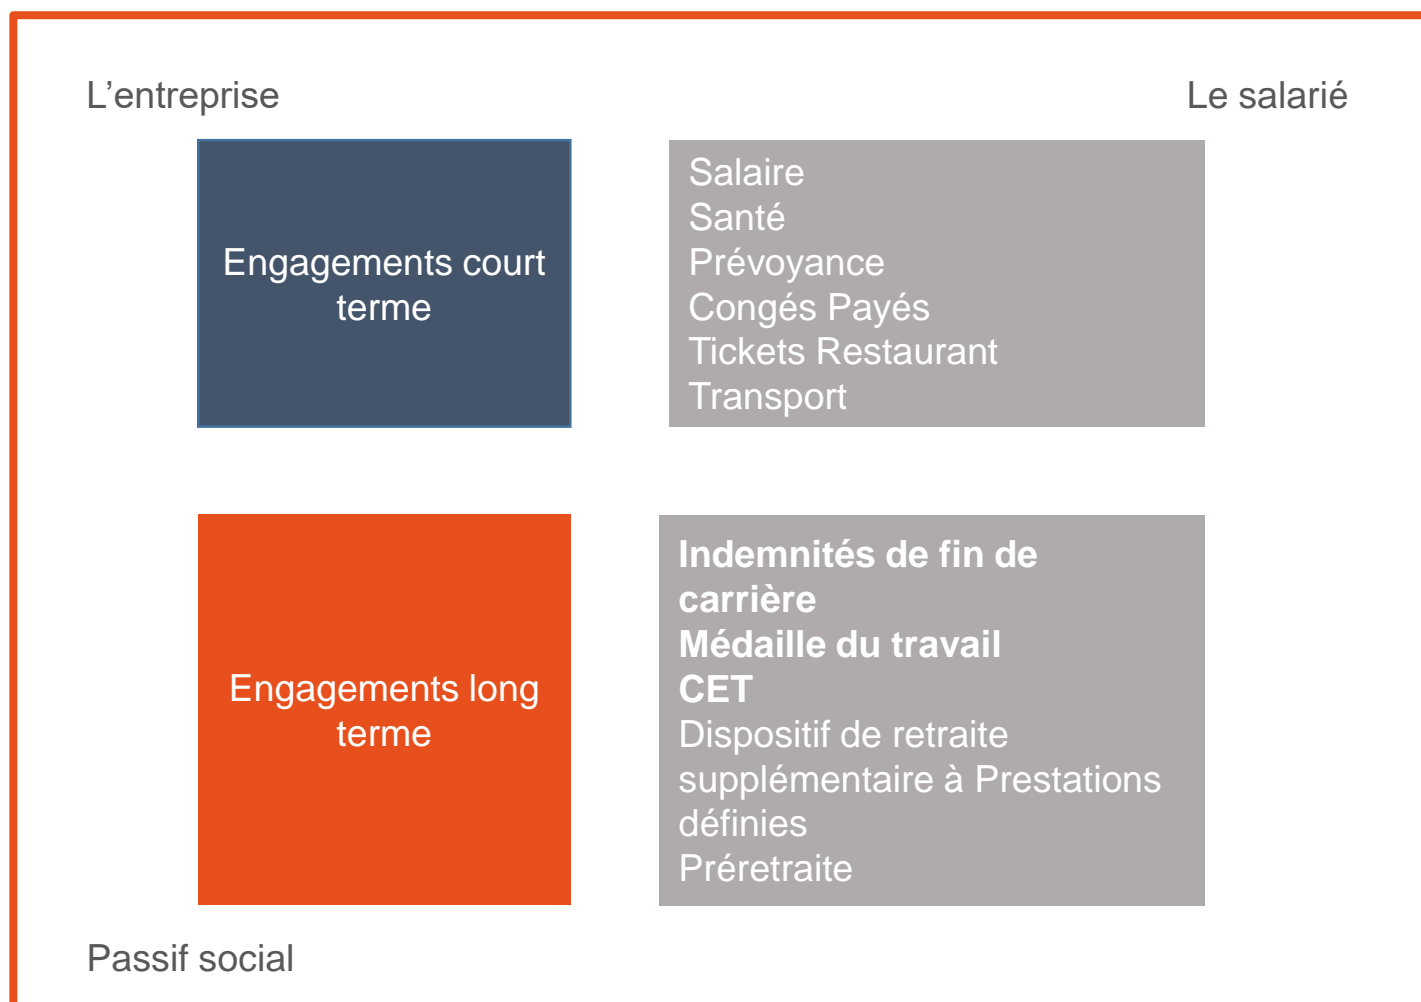 L’entreprise
Le salarié
Engagements court
terme
Salaire
Santé
Prévoyance
Congés Payés
Tickets Restaurant
Transport
Engagements long
terme
Indemnités de fin de
carrière
Médaille du travail
CET
Dispositif de retraite
supplémentaire à Prestations
définies
Préretraite
Passif social